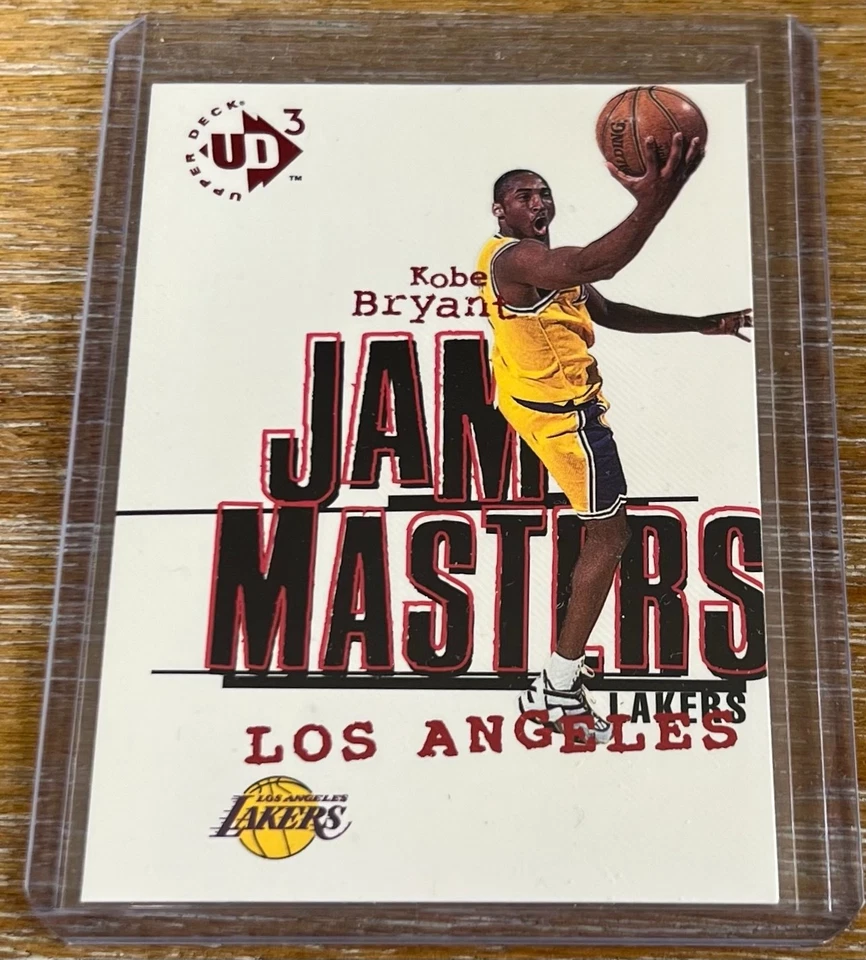 UPPER DECK®
UD3
™
SPALDING
Kobe
Bryant
JAM
MASTERS
LAKERS
LOS ANGELES
LOS ANGELES
LAKERS